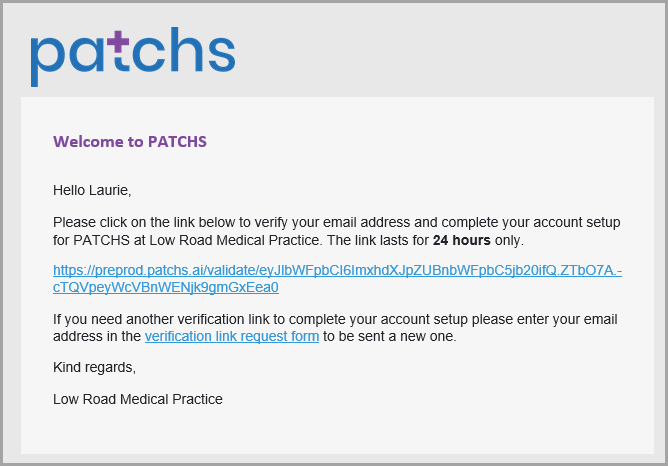 patchs
Welcome to PATCHS
Hello Laurie,
Please click on the link below to verify your email address and complete your account setup
for PATCHS at Low Road Medical Practice. The link lasts for 24 hours only.
https://preprod.patchs.ai/validate/eyJlbWFpbCI6ImxhdXJpZUBnbWFpbC5jb20ifQ.ZTbO7A.-
cTQVpeyWcVBnWENjk9gmGxEea0
If you need another verification link to complete your account setup please enter your email
address in the verification link request form to be sent a new one.
Kind regards,
Low Road Medical Practice